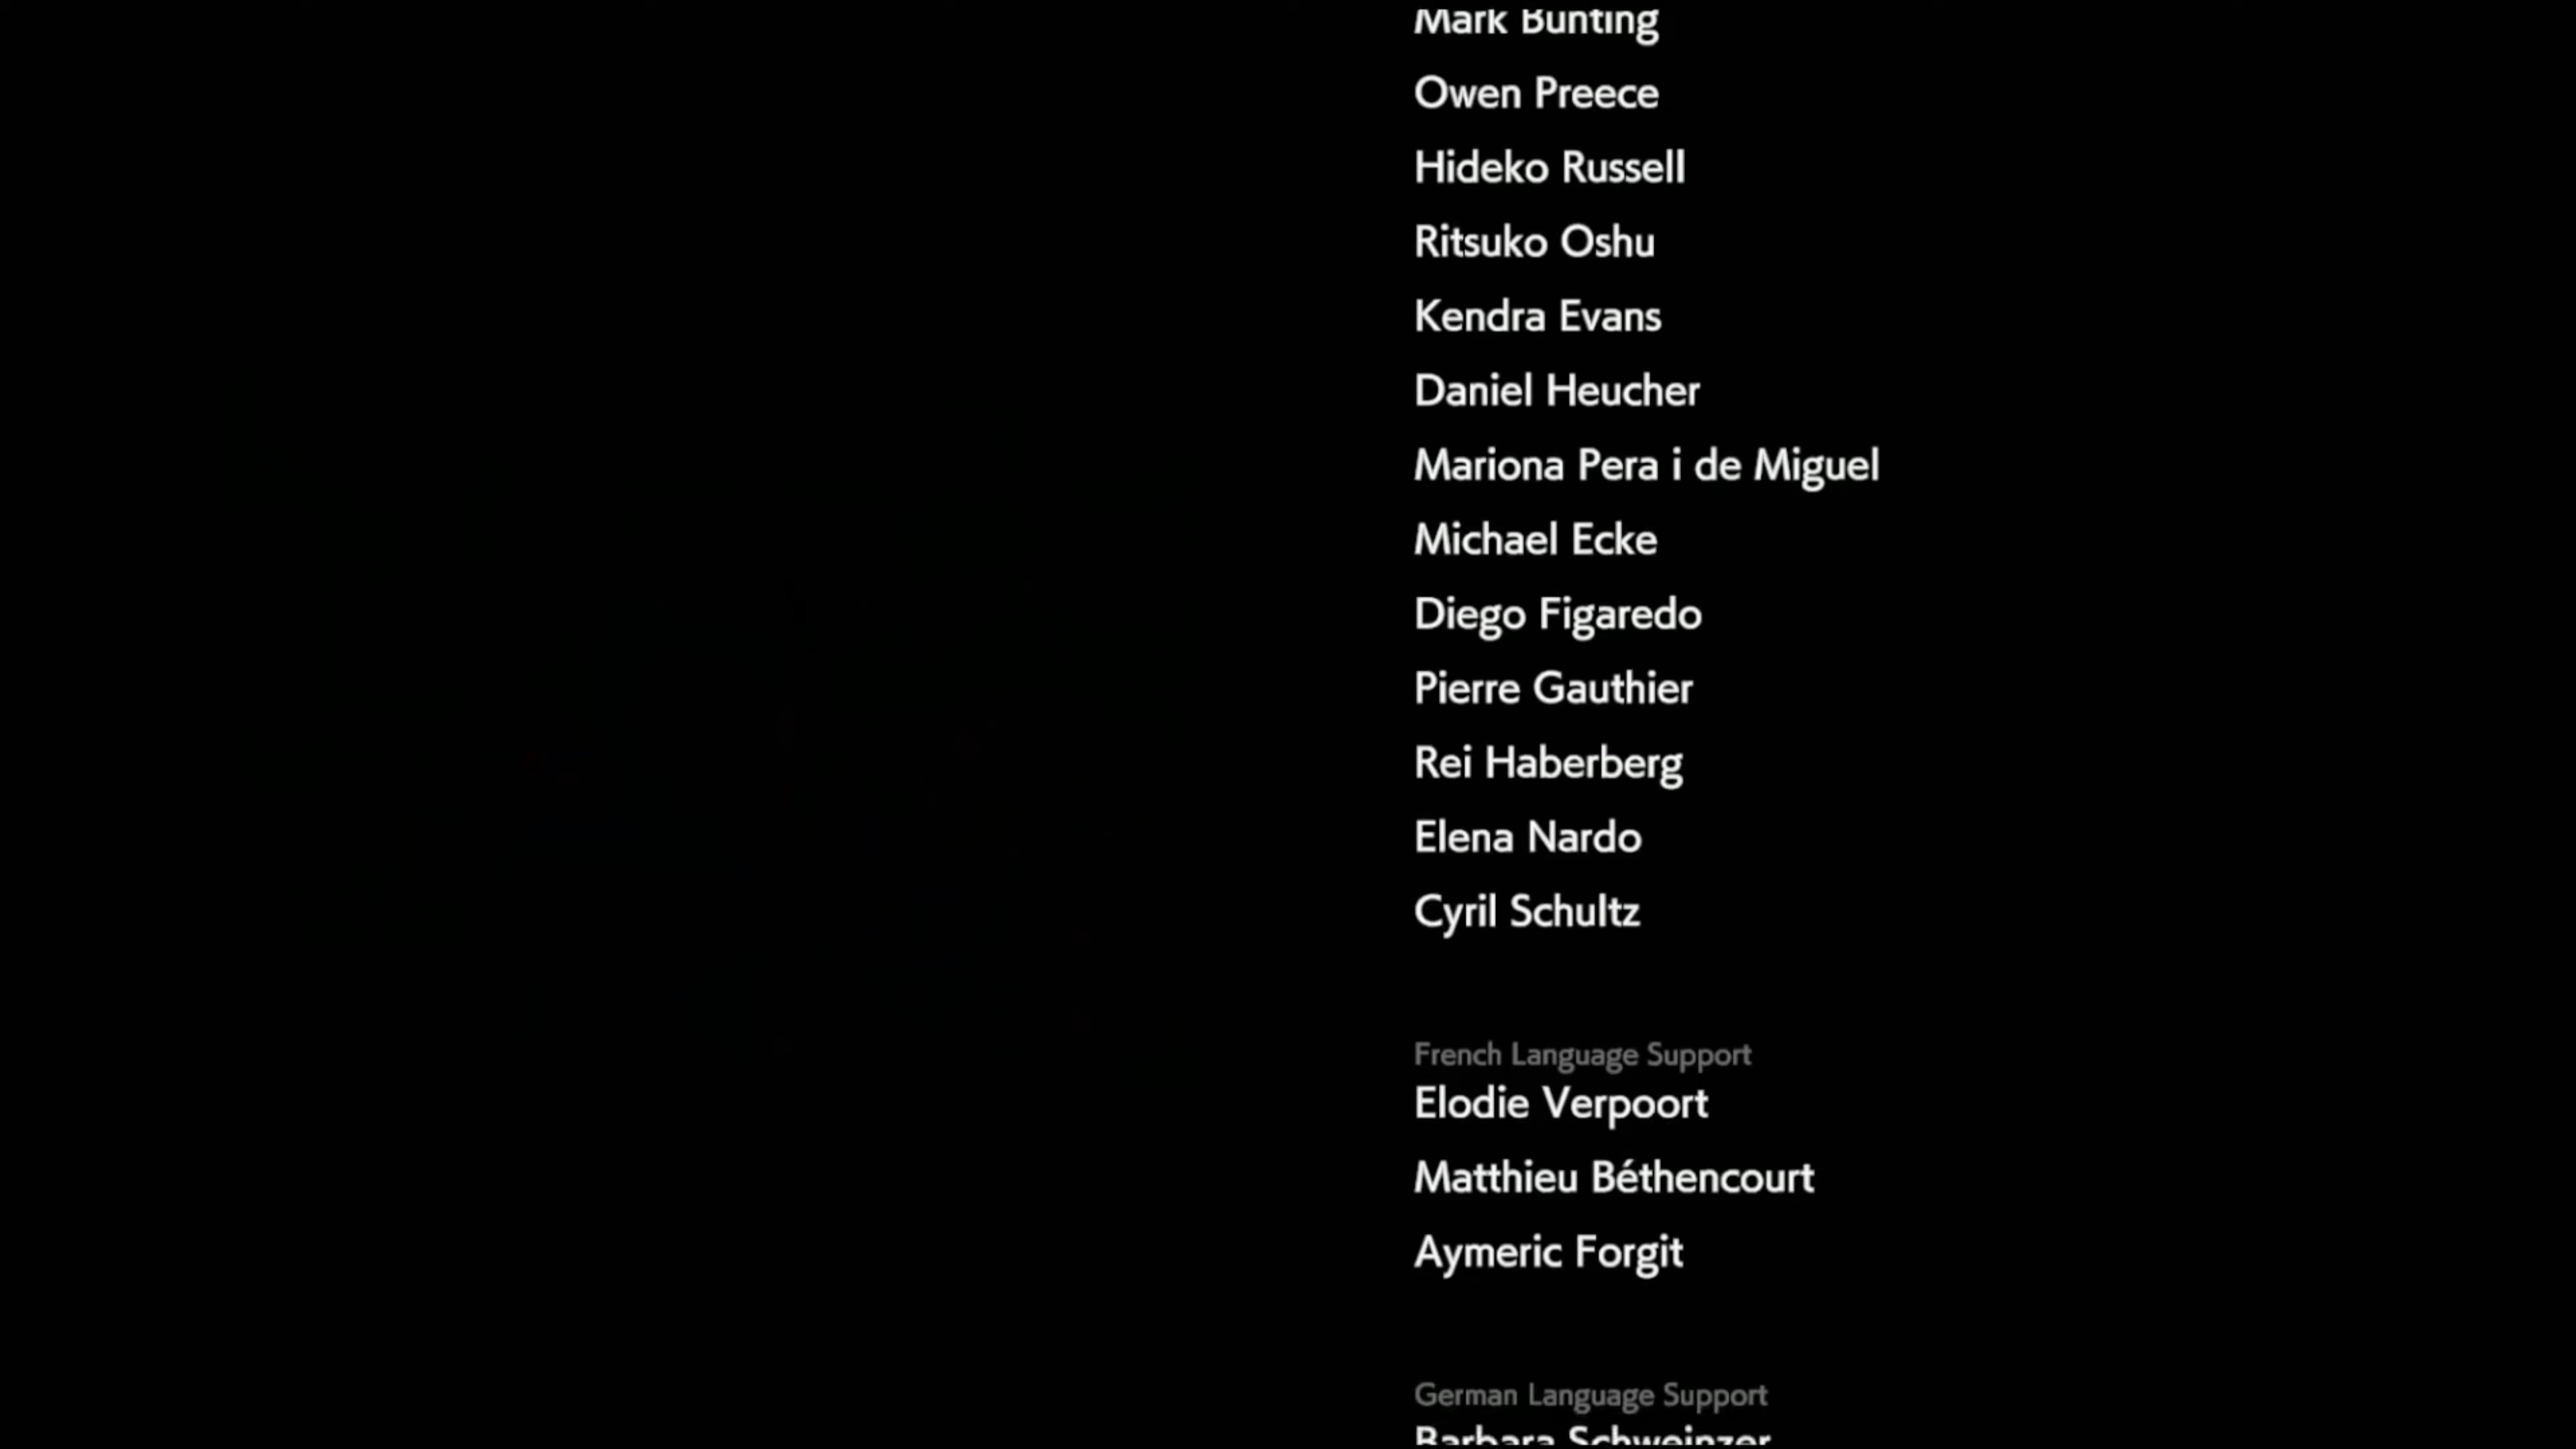 Mark Bunting
Owen Preece
Hideko Russell
Ritsuko Oshu
Kendra Evans
Daniel Heucher
Mariona Pera i de Miguel
Michael Ecke
Diego Figaredo
Pierre Gauthier
Rei Haberberg
Elena Nardo
Cyril Schultz
French Language Support
Elodie Verpoort
Matthieu Béthencourt
Aymeric Forgit
German Language Support
Barbara Schweinzer